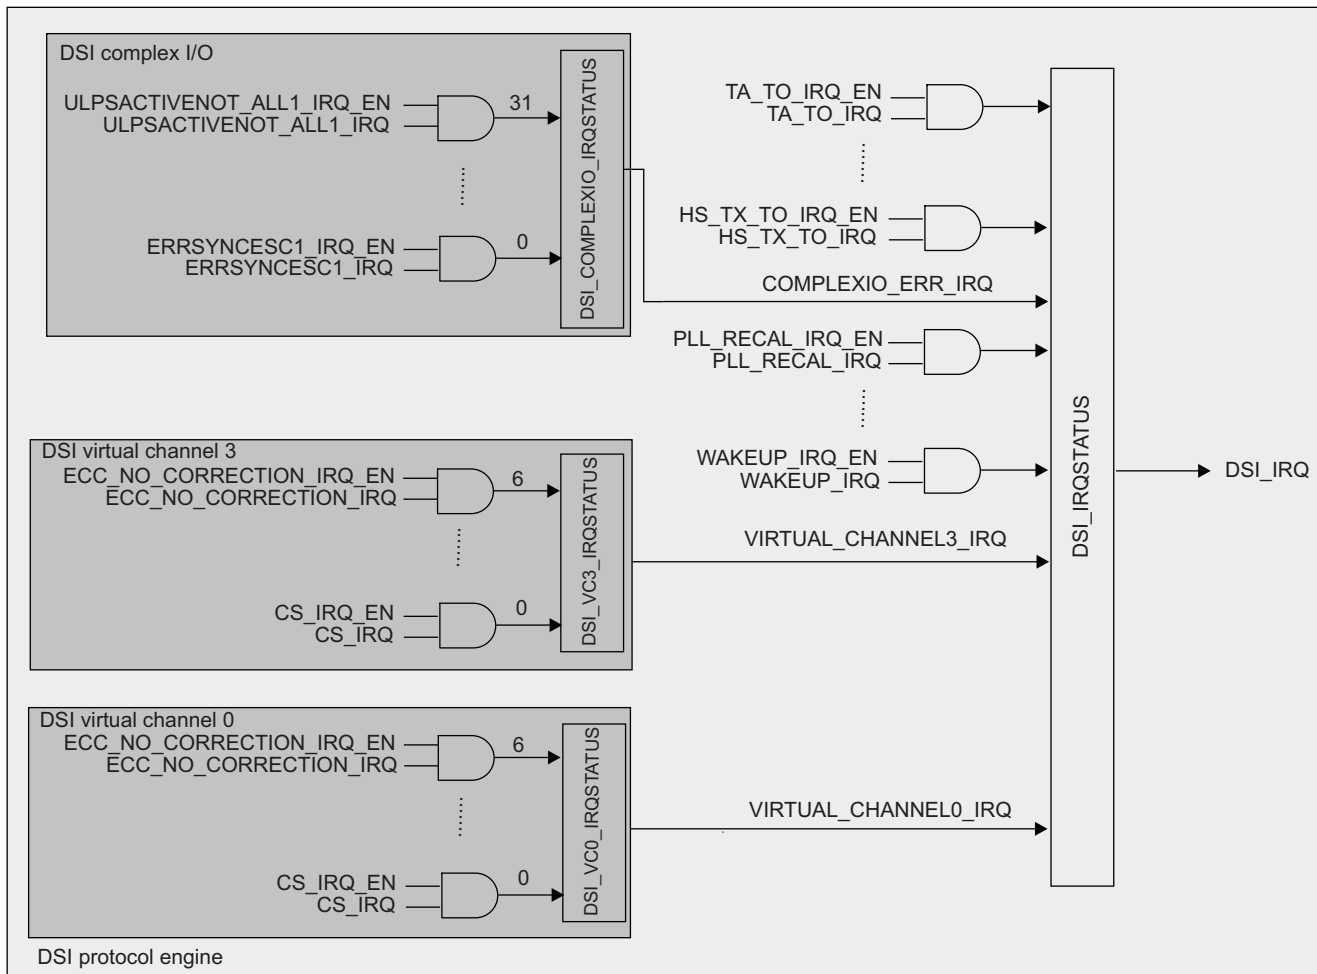 DSI complex I/O
ULPSACTIVENOT_ALL1_IRQ_EN
ULPSACTIVENOT_ALL1_IRQ
31
ERRSYNCESC1_IRQ_EN
ERRSYNCESC1_IRQ
0
DSI_COMPLEXIO_IRQSTATUS
TA_TO_IRQ_EN
TA_TO_IRQ
HS_TX_TO_IRQ_EN
HS_TX_TO_IRQ
COMPLEXIO_ERR_IRQ
PLL_RECAL_IRQ_EN
PLL_RECAL_IRQ
WAKEUP_IRQ_EN
WAKEUP_IRQ
DSI virtual channel 3
ECC_NO_CORRECTION_IRQ_EN
ECC_NO_CORRECTION_IRQ
6
CS_IRQ_EN
CS_IRQ
0
DSI_VC3_IRQSTATUS
VIRTUAL_CHANNEL3_IRQ
DSI virtual channel 0
ECC_NO_CORRECTION_IRQ_EN
ECC_NO_CORRECTION_IRQ
6
CS_IRQ_EN
CS_IRQ
0
DSI_VC0_IRQSTATUS
VIRTUAL_CHANNEL0_IRQ
DSI_IRQSTATUS
DSI_IRQ
DSI protocol engine